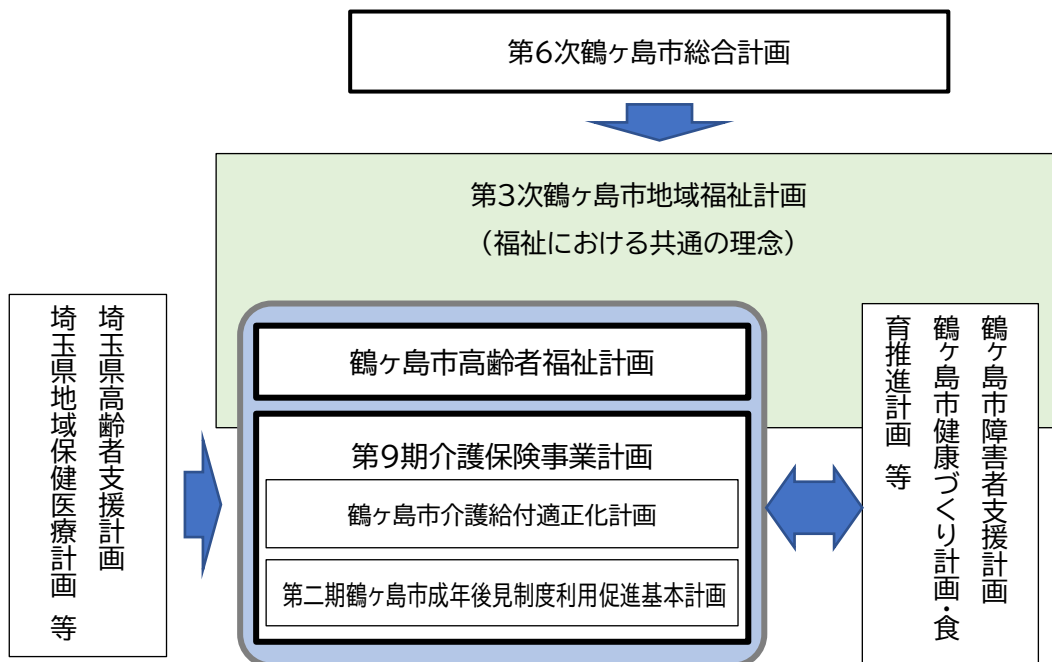 第6次鶴ヶ島市総合計画
第3次鶴ヶ島市地域福祉計画
（福祉における共通の理念）
埼玉県高齢者支援計画
埼玉県地域保健医療計画 等
鶴ヶ島市高齢者福祉計画
第9期介護保険事業計画
鶴ヶ島市介護給付適正化計画
第二期鶴ヶ島市成年後見制度利用促進基本計画
鶴ヶ島市障害者支援計画
鶴ヶ島市健康づくり計画・食
育推進計画 等